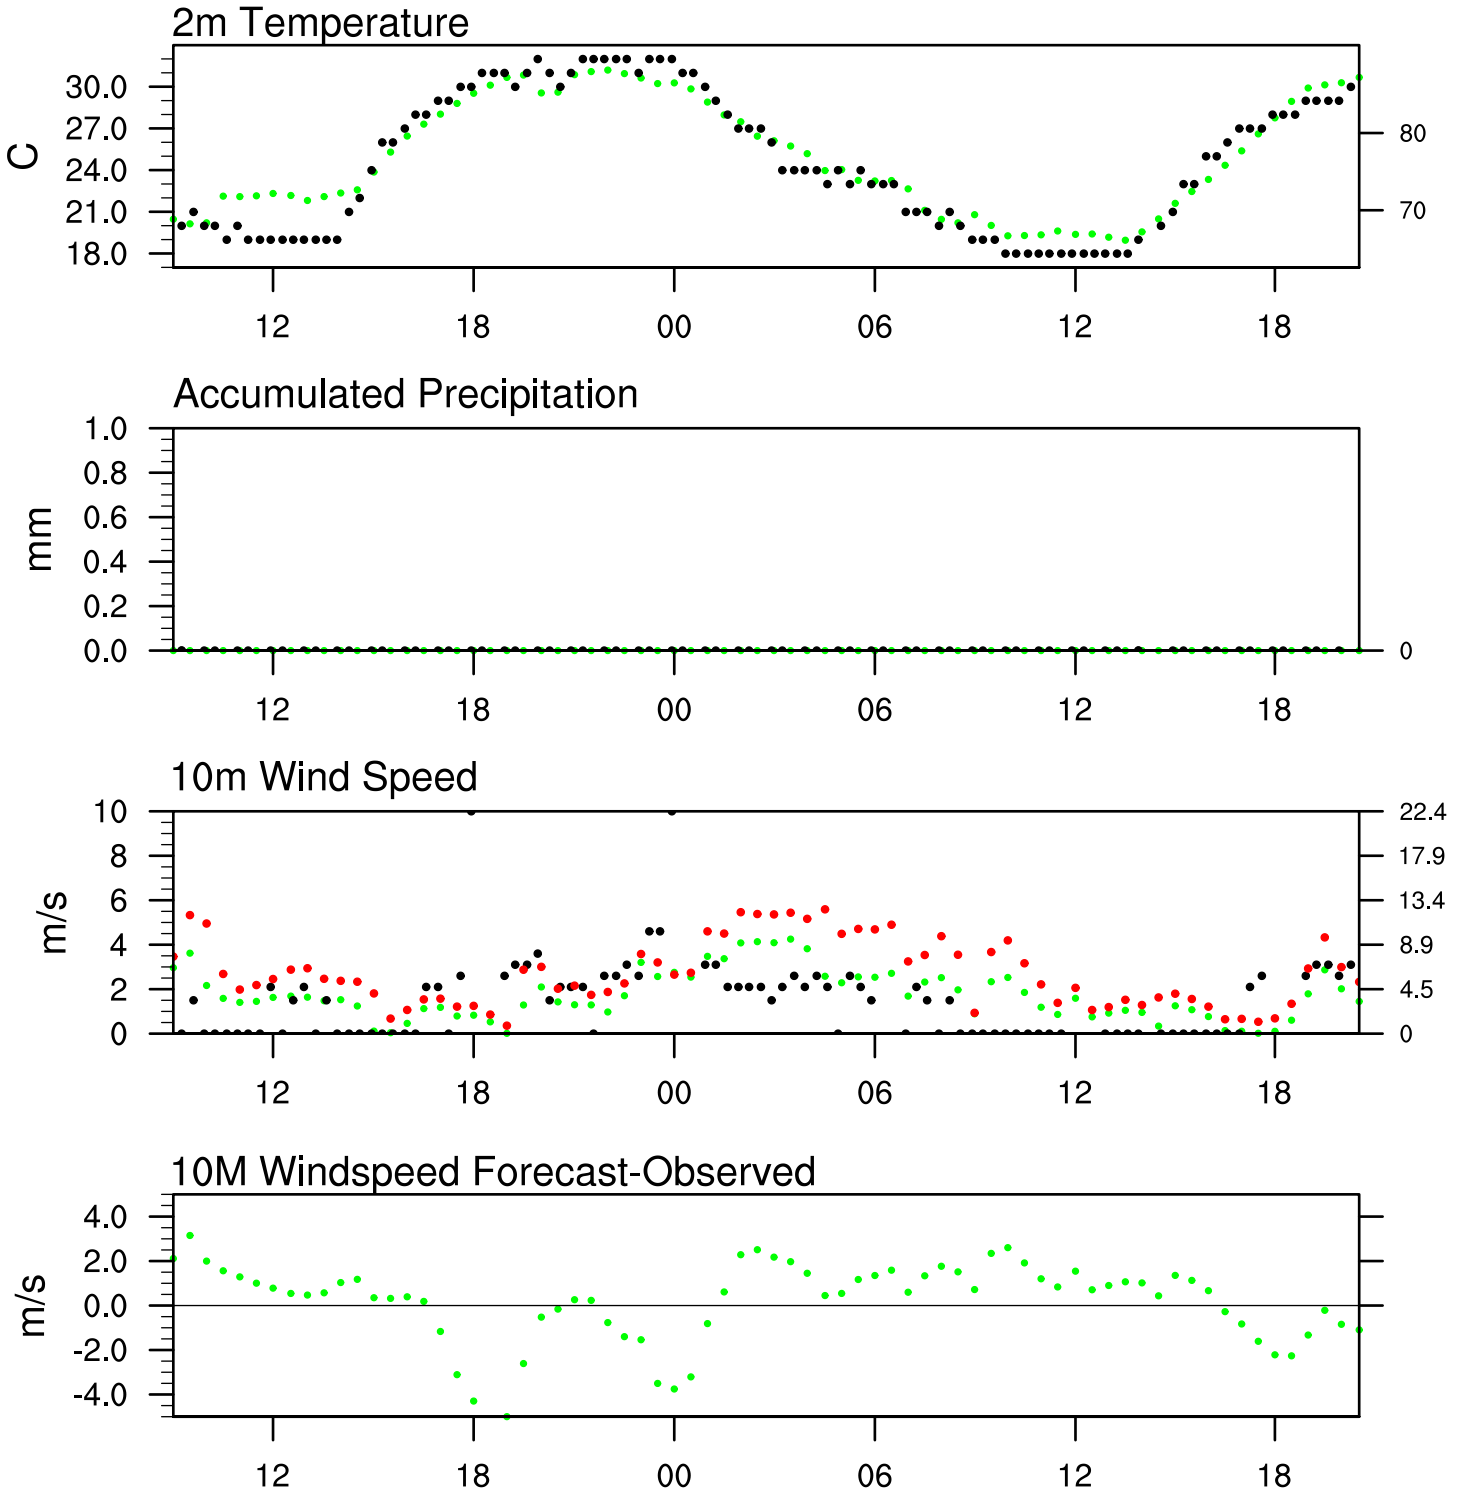 2m Temperature
30.0
27.0
24.0
21.0
18.0
C
80
70
12 18 00 06 12 18
Accumulated Precipitation
1.0
0.8
0.6
0.4
0.2
0.0
mm
0
12 18 00 06 12 18
10m Wind Speed
10
8
6
4
2
0
m/s
22.4
17.9
13.4
8.9
4.5
0
12 18 00 06 12 18
10M Windspeed Forecast-Observed
4.0
2.0
0.0
-2.0
-4.0
m/s
12 18 00 06 12 18